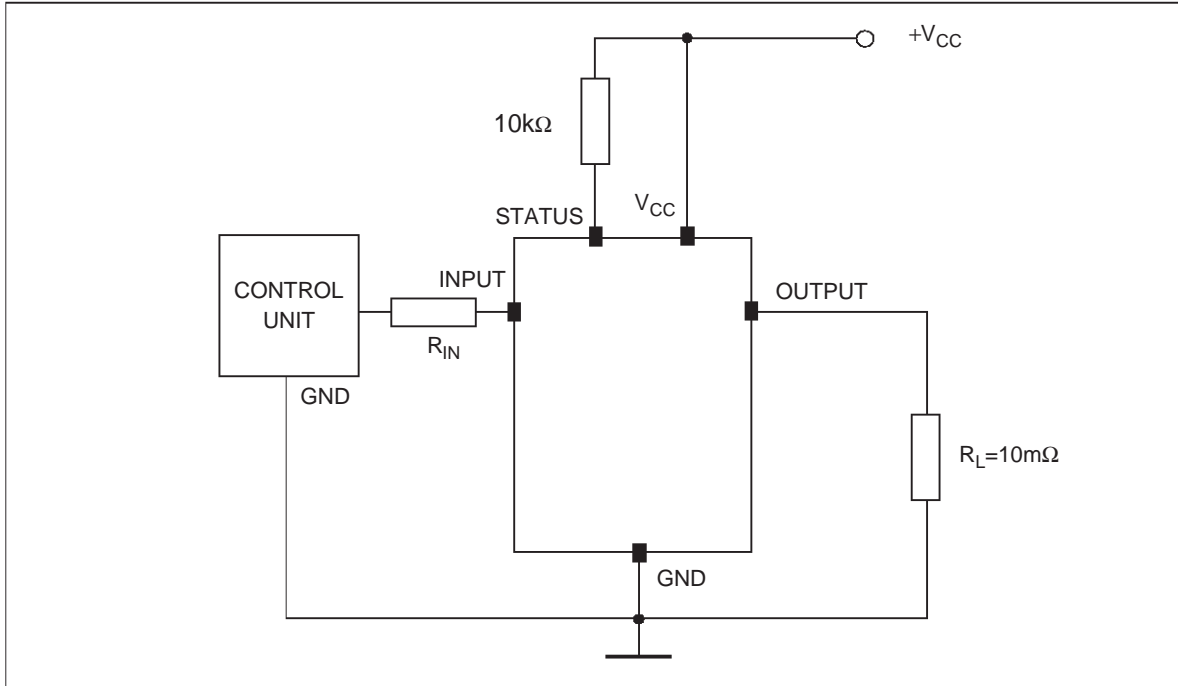 +VCC
10kΩ
VCC
STATUS
INPUT
CONTROL
UNIT
OUTPUT
RIN
GND
RL=10mΩ
GND